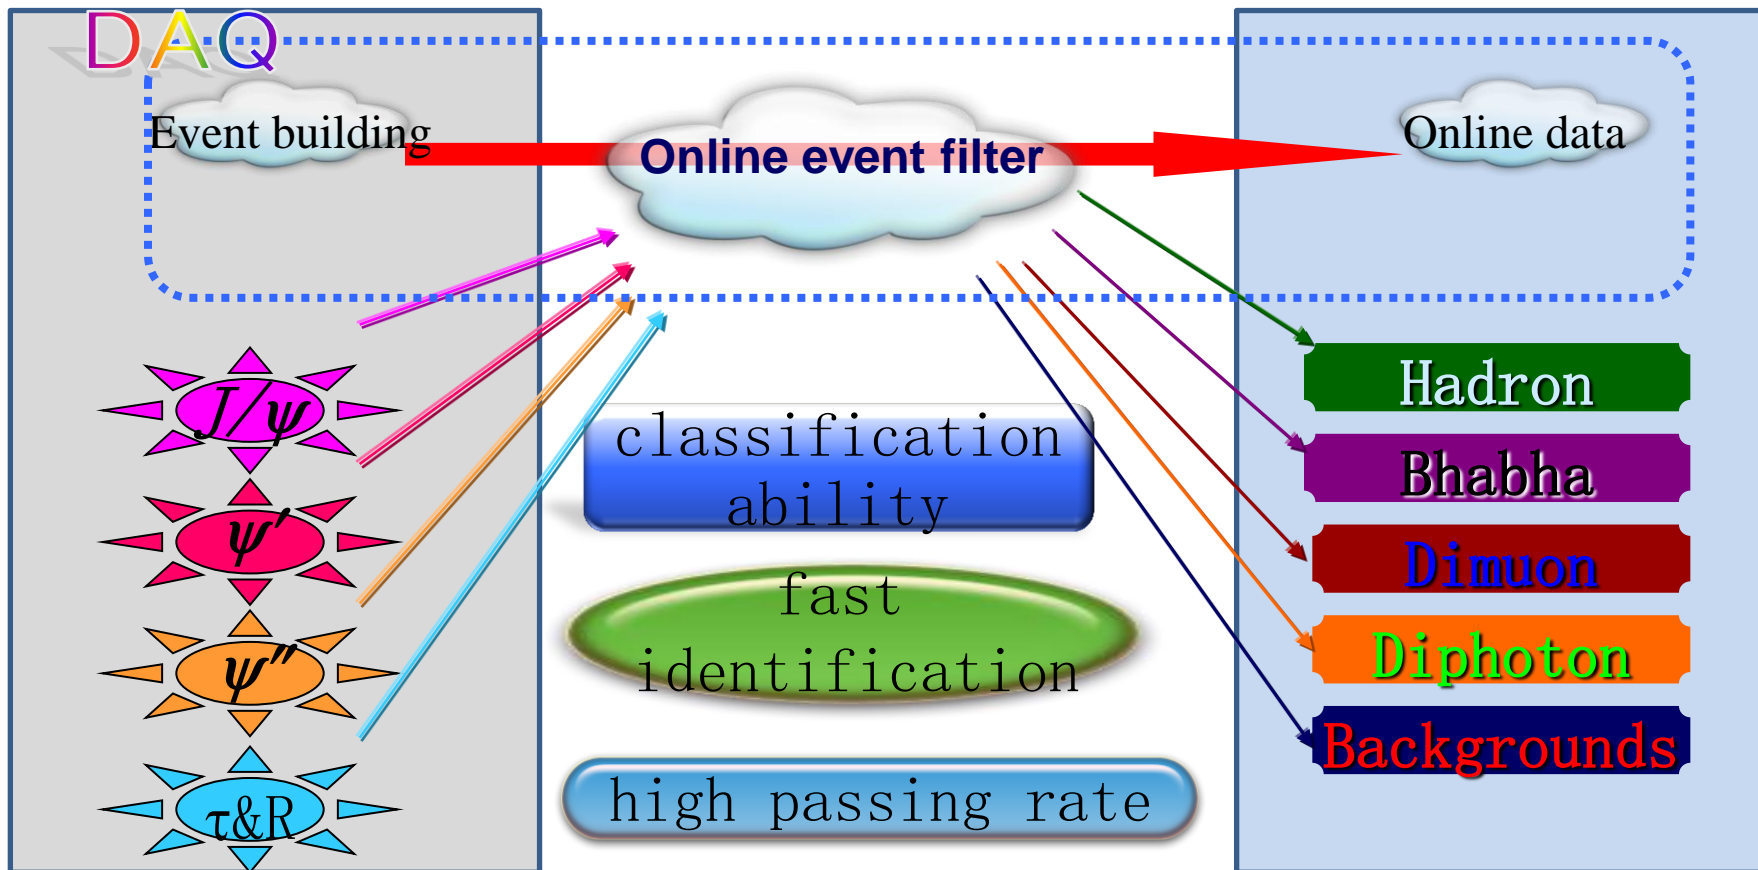 DAQ
Event building
Online event filter
Online data
J/ψ
ψ′
ψ″
τ&R
classification
ability
fast
identification
high passing rate
Hadron
Bhabha
Dimuon
Diphoton
Backgrounds